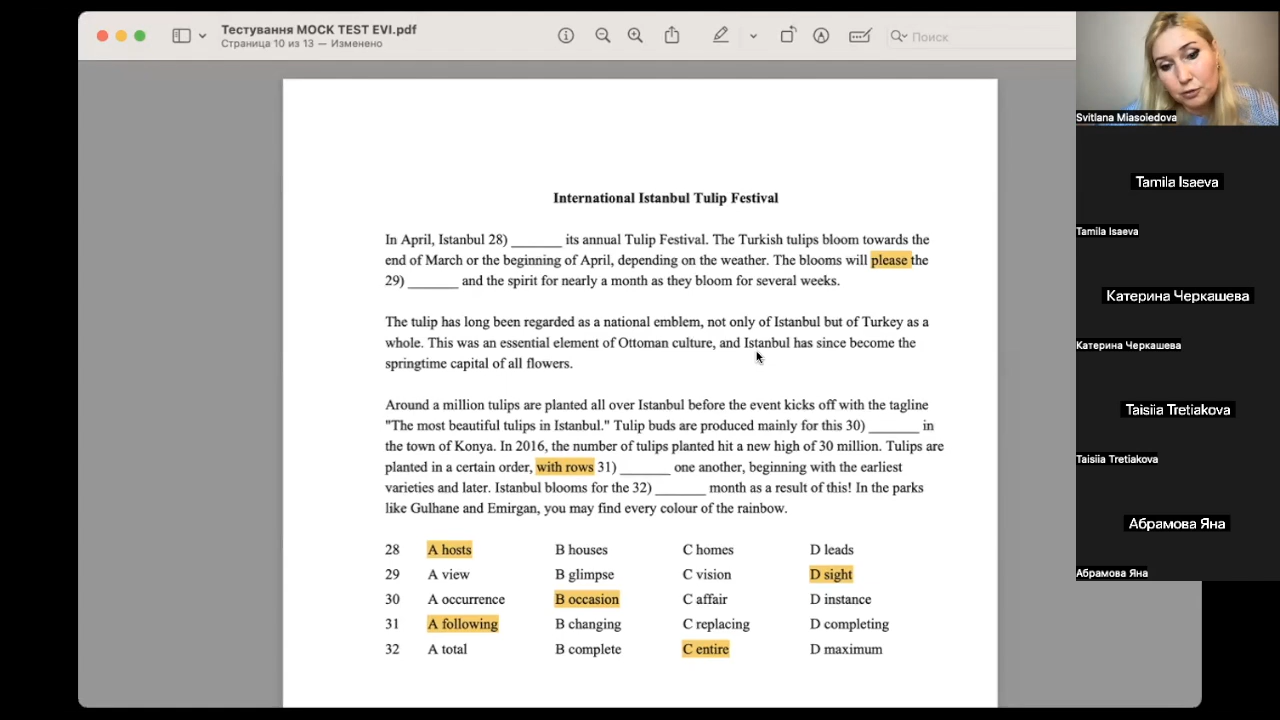 Тестування MOCK TEST EVI.pdf
Страница 10 из 13 — Изменено
Поиск
International Istanbul Tulip Festival
In April, Istanbul 28) _______ its annual Tulip Festival. The Turkish tulips bloom towards the
end of March or the beginning of April, depending on the weather. The blooms will please the
29) _______ and the spirit for nearly a month as they bloom for several weeks.
The tulip has long been regarded as a national emblem, not only of Istanbul but of Turkey as a
whole. This was an essential element of Ottoman culture, and Istanbul has since become the
springtime capital of all flowers.
Around a million tulips are planted all over Istanbul before the event kicks off with the tagline
"The most beautiful tulips in Istanbul." Tulip buds are produced mainly for this 30) _______ in
the town of Konya. In 2016, the number of tulips planted hit a new high of 30 million. Tulips are
planted in a certain order, with rows 31) _______ one another, beginning with the earliest
varieties and later. Istanbul blooms for the 32) _______ month as a result of this! In the parks
like Gulhane and Emirgan, you may find every colour of the rainbow.
28 A hosts B houses C homes D leads
29 A view B glimpse C vision D sight
30 A occurrence B occasion C affair D instance
31 A following B changing C replacing D completing
32 A total B complete C entire D maximum
Svitlana Miasoiedova
Tamila Isaeva
Tamila Isaeva
Катерина Черкашева
Катерина Черкашева
Taisiia Tretiakova
Taisiia Tretiakova
Абрамова Яна
Абрамова Яна